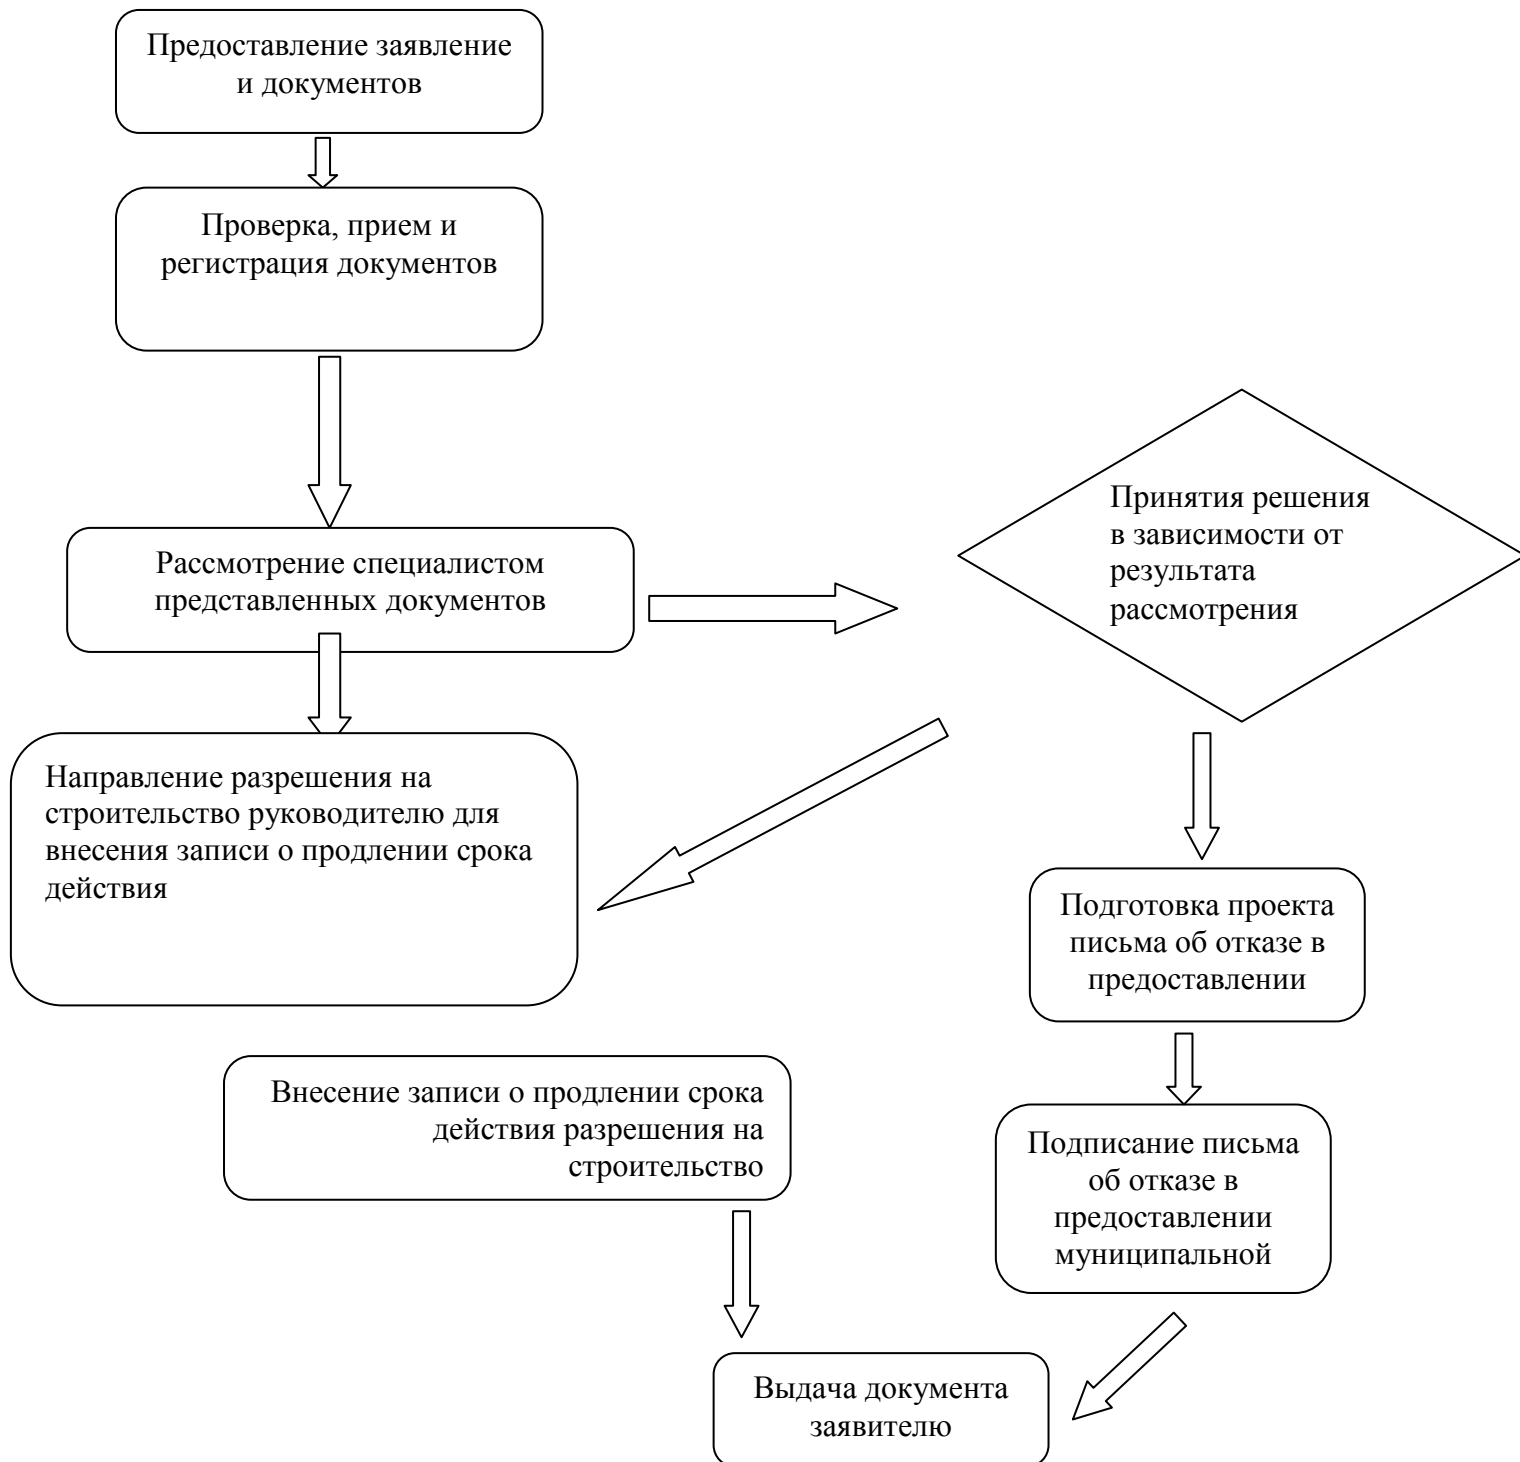 Предоставление заявление
и документов
Проверка, прием и
регистрация документов
Рассмотрение специалистом
представленных документов
Принятия решения
в зависимости от
результата
рассмотрения
Направление разрешения на
строительство руководителю для
внесения записи о продлении срока
действия
Подготовка проекта
письма об отказе в
предоставлении
Внесение записи о продлении срока
действия разрешения на
строительство
Подписание письма
об отказе в
предоставлении
муниципальной
Выдача документа
заявителю